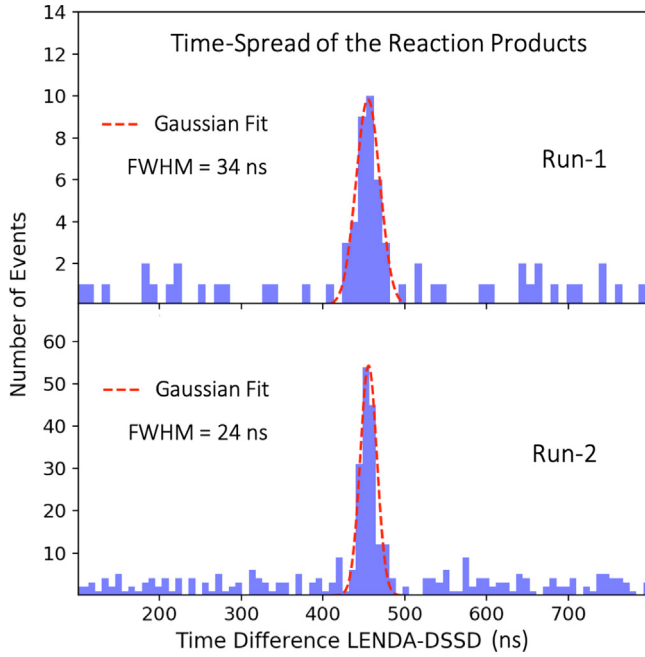 Time-Spread of the Reaction Products
Number of Events
14
12
10
8
6
4
2
Gaussian Fit
FWHM = 34 ns
Run-1
60
50
40
30
20
10
Gaussian Fit
FWHM = 24 ns
Run-2
200 300 400 500 600 700
Time Difference LENDA-DSSD (ns)